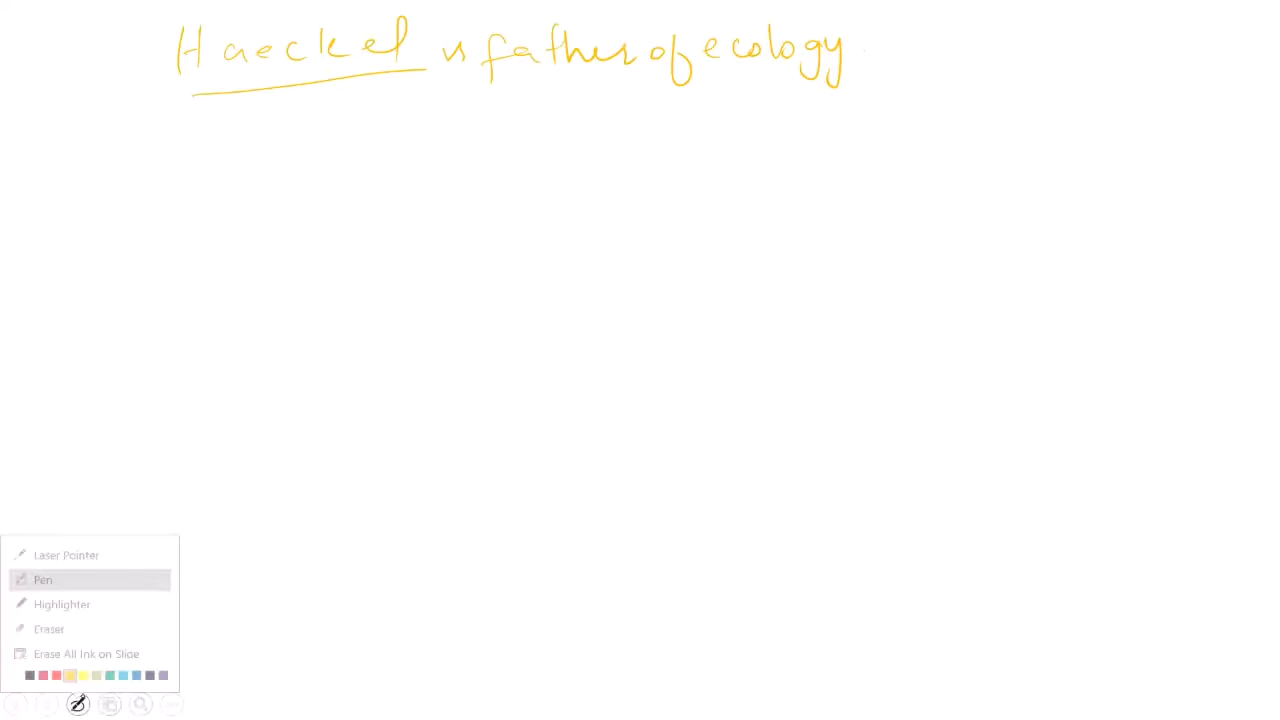 Haeckel is father of ecology
Laser Pointer
Pen
Highlighter
Eraser
Erase All Ink on Slide